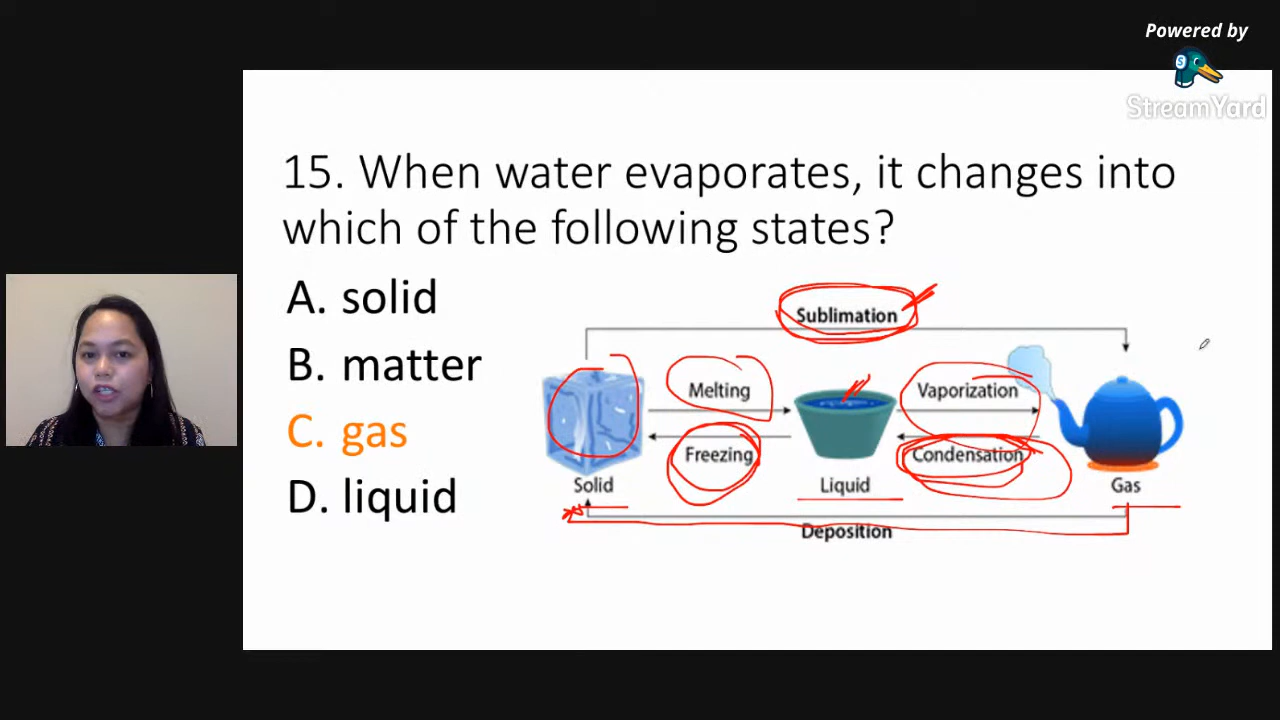 Powered by
StreamYard
15. When water evaporates, it changes into
which of the following states?
A. solid
B. matter
C. gas
D. liquid
Sublimation
Melting
Vaporization
Freezing
Condensation
Solid
Liquid
Gas
Deposition